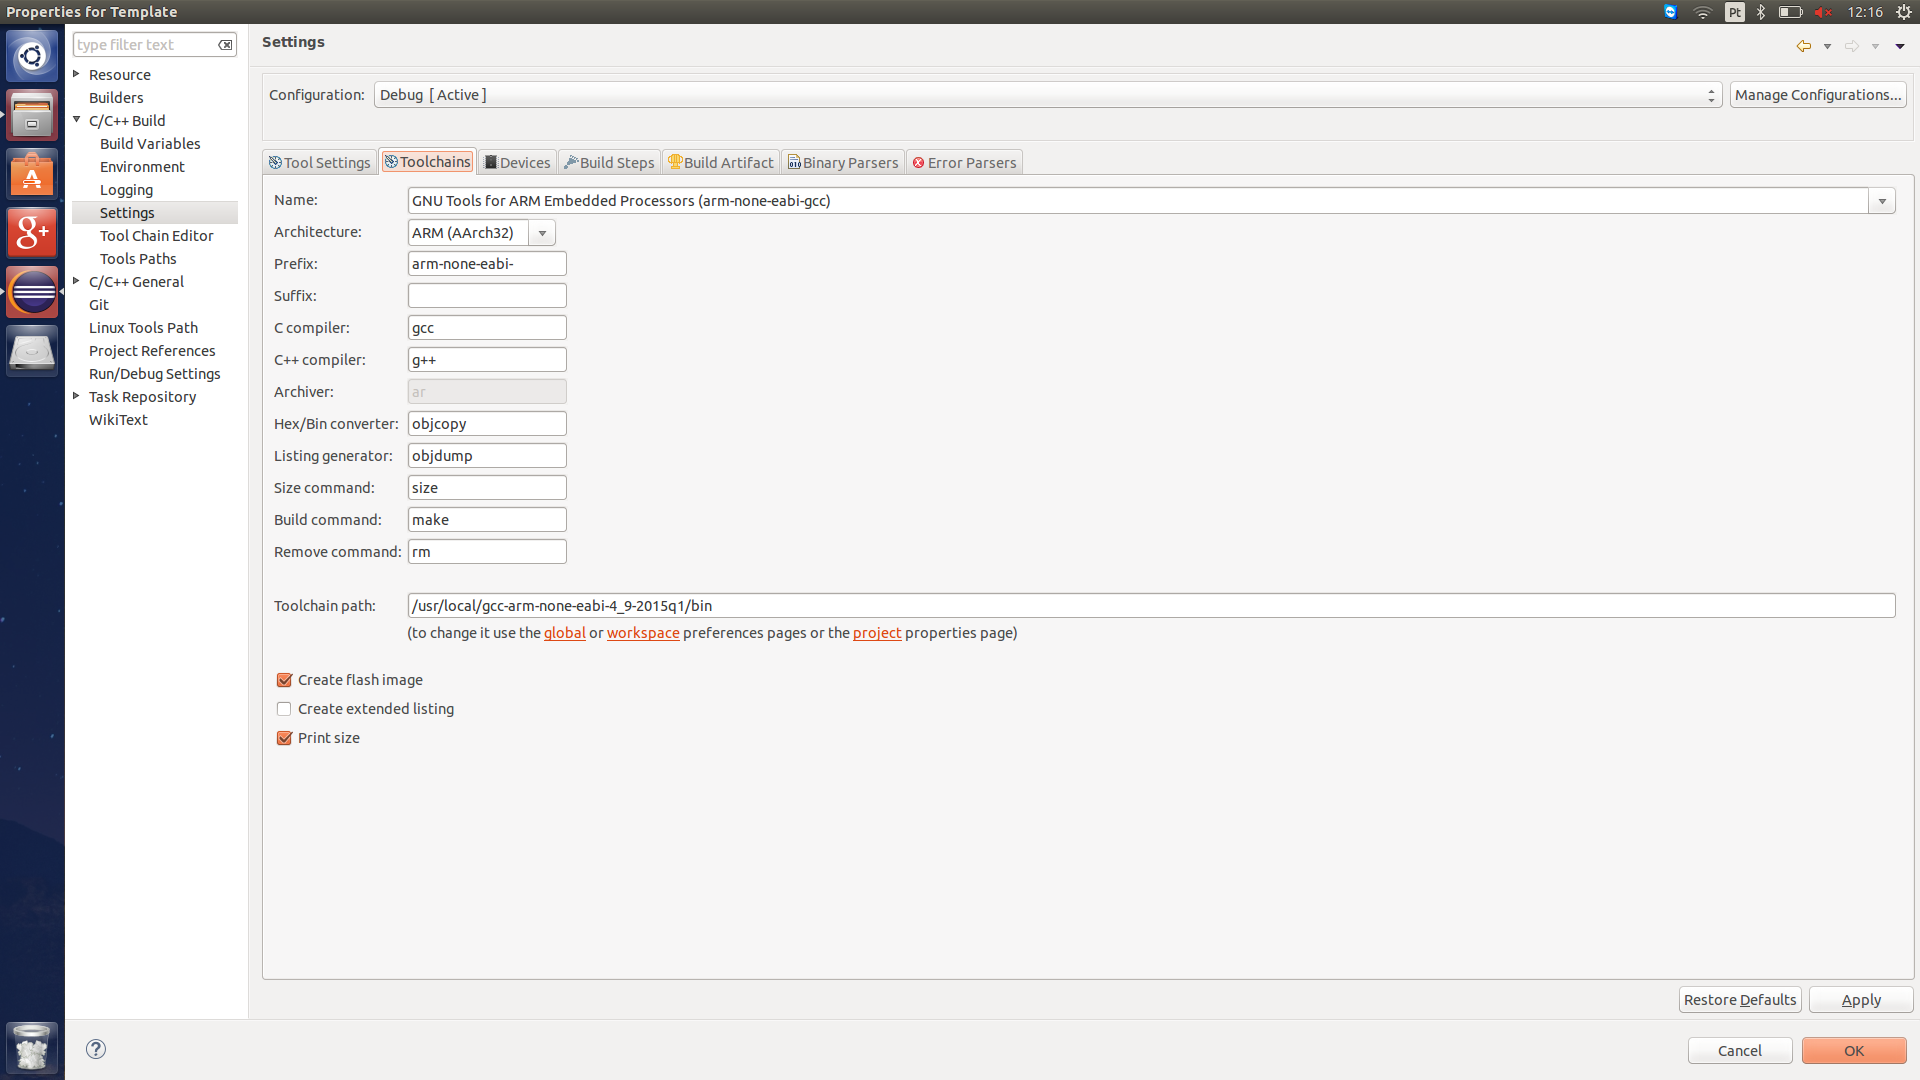 Properties for Template
Pt
12:16
type filter text
Resource
Builders
C/C++ Build
Build Variables
Environment
Logging
Settings
Tool Chain Editor
Tools Paths
C/C++ General
Git
Linux Tools Path
Project References
Run/Debug Settings
Task Repository
WikiText
Settings
Configuration: Debug [ Active ] Manage Configurations...
Tool Settings Toolchains Devices Build Steps Build Artifact Binary Parsers Error Parsers
Name: GNU Tools for ARM Embedded Processors (arm-none-eabi-gcc)
Architecture: ARM (AArch32)
Prefix: arm-none-eabi-
Suffix:
C compiler: gcc
C++ compiler: g++
Archiver: ar
Hex/Bin converter: objcopy
Listing generator: objdump
Size command: size
Build command: make
Remove command: rm
Toolchain path: /usr/local/gcc-arm-none-eabi-4_9-2015q1/bin
(to change it use the global or workspace preferences pages or the project properties page)
Create flash image
Create extended listing
Print size
Restore Defaults Apply
Cancel OK
g+
A
?